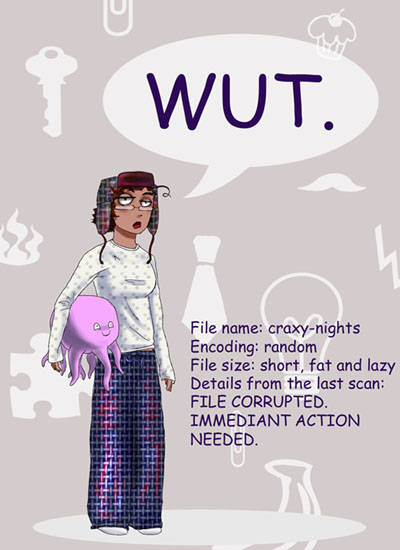 WUT.
File name: craxy-nights
Encoding: random
File size: short, fat and lazy
Details from the last scan:
FILE CORRUPTED.
IMMEDIANT ACTION
NEEDED.